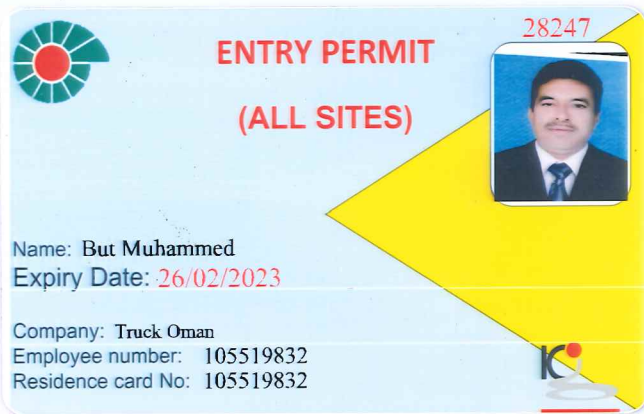 28247
ENTRY PERMIT
(ALL SITES)
Name: But Muhammed
Expiry Date: 26/02/2023
Company: Truck Oman
Employee number: 105519832
Residence card No: 105519832